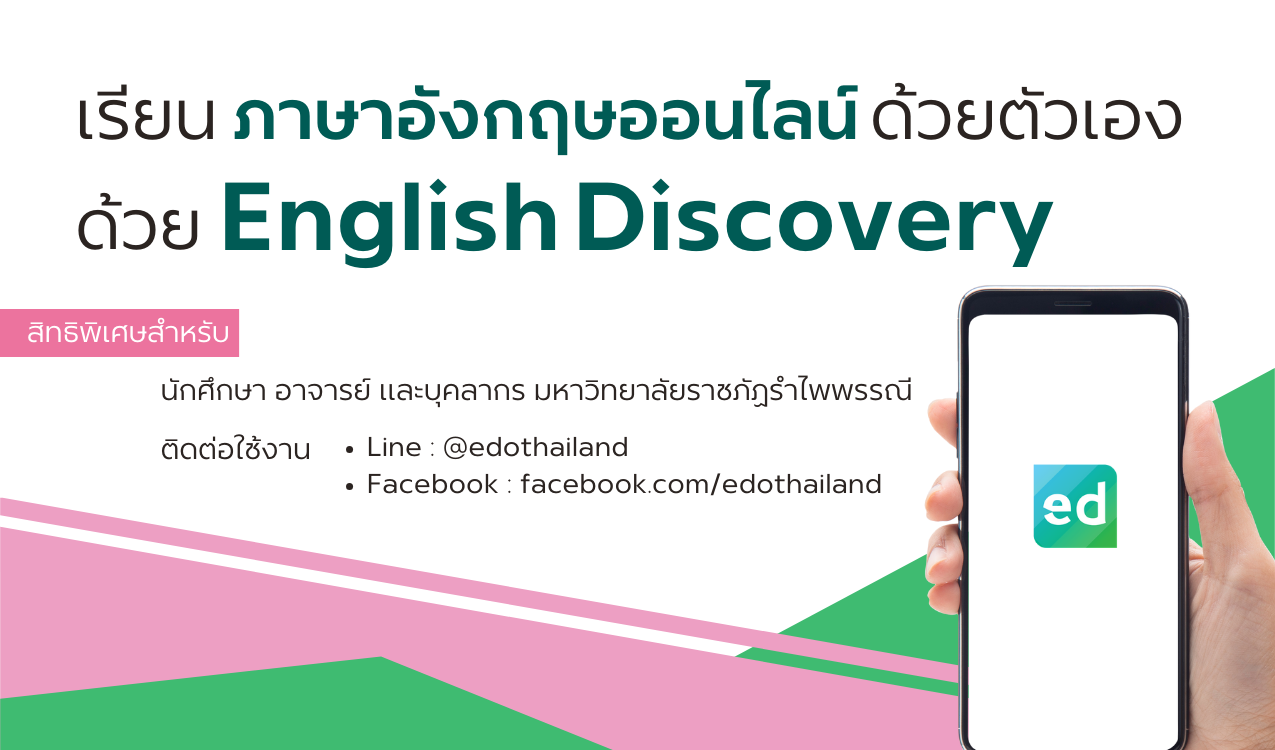 เรียน ภาษาอังกฤษออนไลน์ ด้วยตัวเอง
ด้วย English Discovery
สิทธิพิเศษสำหรับ
นักศึกษา อาจารย์ และบุคลากร มหาวิทยาลัยราชภัฏรำไพพรรณี
ติดต่อใช้งาน • Line : @edothailand
• Facebook : facebook.com/edothailand
ed